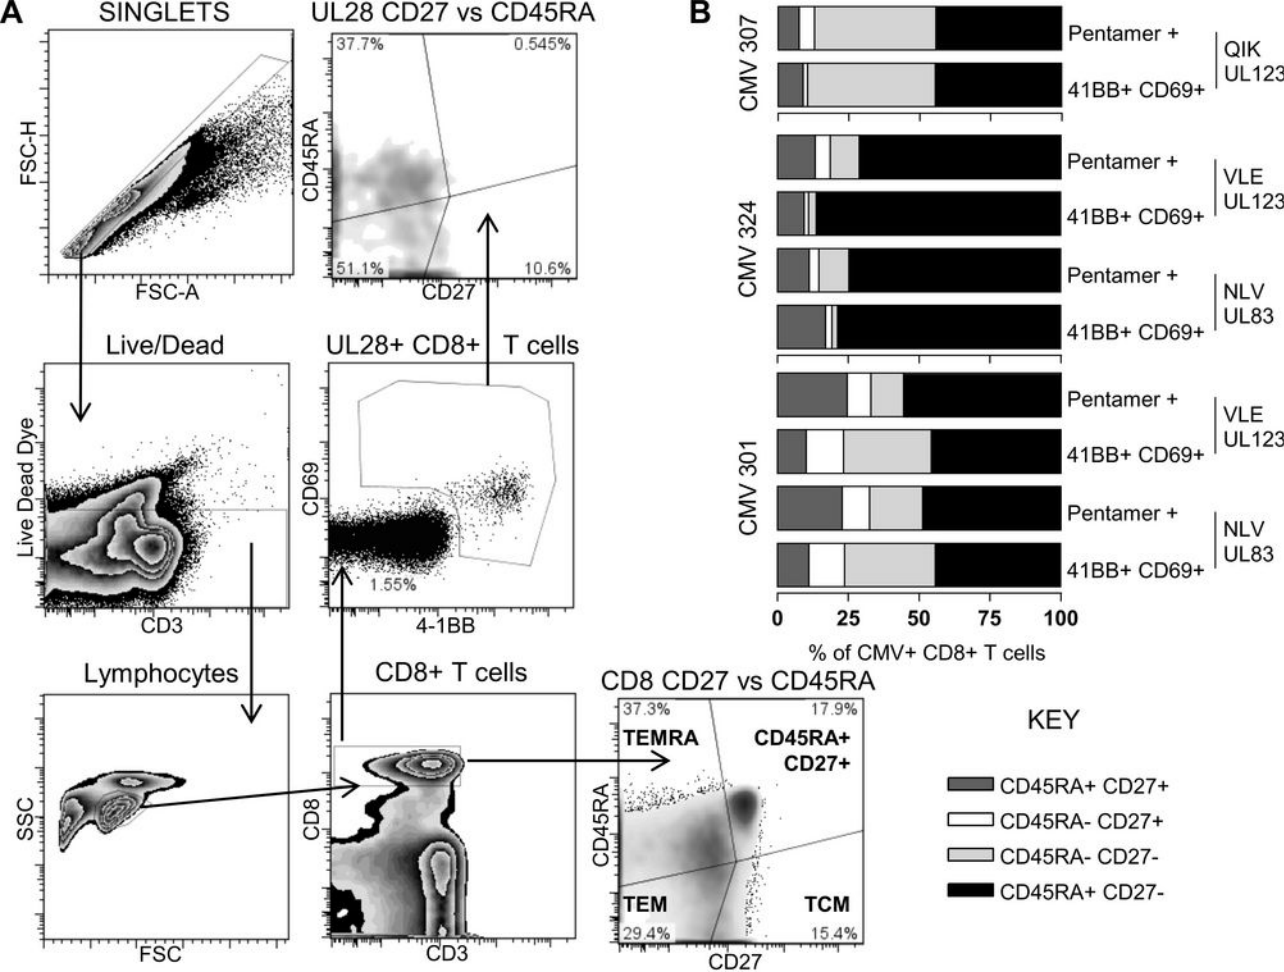 A
SINGLETS
FSC-H
FSC-A
UL28 CD27 vs CD45RA
37.7%
0.545%
51.1%
10.6%
CD45RA
CD27
Live/Dead
Live Dead Dye
CD3
UL28+ CD8+ T cells
CD69
1.55%
4-1BB
Lymphocytes
SSC
FSC
CD8+ T cells
CD8
CD3
CD8 CD27 vs CD45RA
37.3%
17.9%
TEMRA
CD45RA+
CD27+
CD45RA
TEM
TCM
29.4%
15.4%
CD27
B
CMV 307
Pentamer +
41BB+ CD69+
QIK
UL123
CMV 324
Pentamer +
41BB+ CD69+
VLE
UL123
Pentamer +
41BB+ CD69+
NLV
UL83
CMV 301
Pentamer +
41BB+ CD69+
VLE
UL123
Pentamer +
41BB+ CD69+
NLV
UL83
0 25 50 75 100
% of CMV+ CD8+ T cells
KEY
CD45RA+ CD27+
CD45RA- CD27+
CD45RA- CD27-
CD45RA+ CD27-